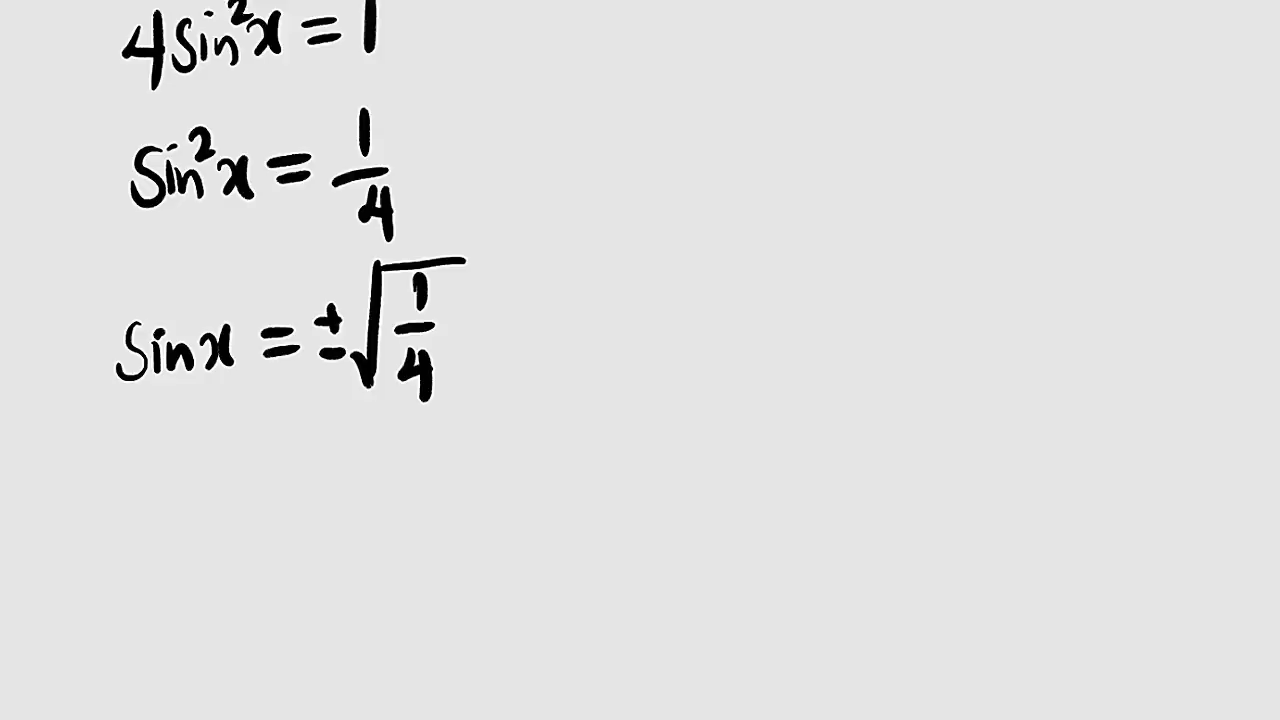 4sin²x = 1
sin²x = 1/4
sinx = ±√(1/4)